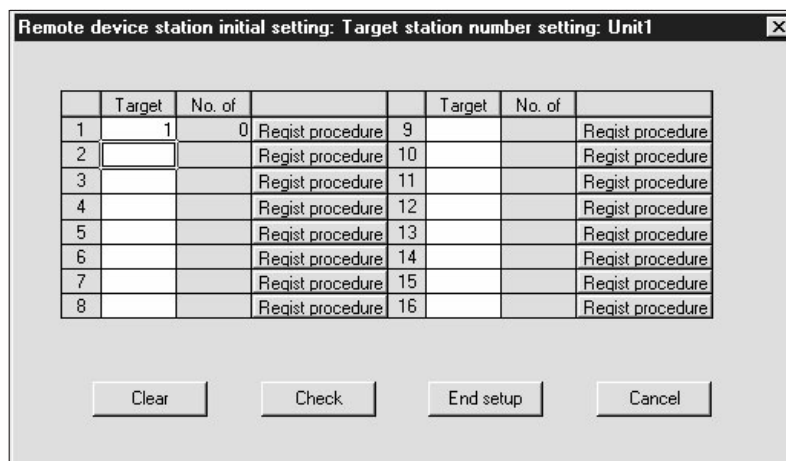 Remote device station initial setting: Target station number setting: Unit1
Target No. of Target No. of
1 1 0 Regist procedure 9 Regist procedure
2 Regist procedure 10 Regist procedure
3 Regist procedure 11 Regist procedure
4 Regist procedure 12 Regist procedure
5 Regist procedure 13 Regist procedure
6 Regist procedure 14 Regist procedure
7 Regist procedure 15 Regist procedure
8 Regist procedure 16 Regist procedure
Clear Check End setup Cancel